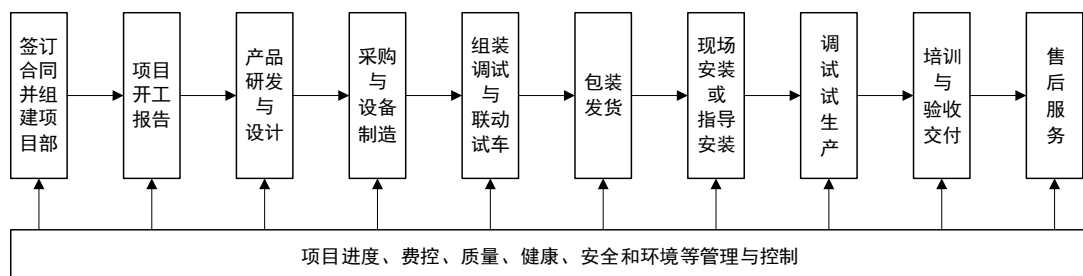 签订
合同
并组
建项
目部
项目
开工
报告
产品
研发
与
设计
采购
与
设备
制造
组装
调试
与
联动
试车
包装
发货
现场
安装
或
指导
安装
调
试
试
生
产
培训
与
验收
交付
售
后
服
务
项目进度、费控、质量、健康、安全和环境等管理与控制